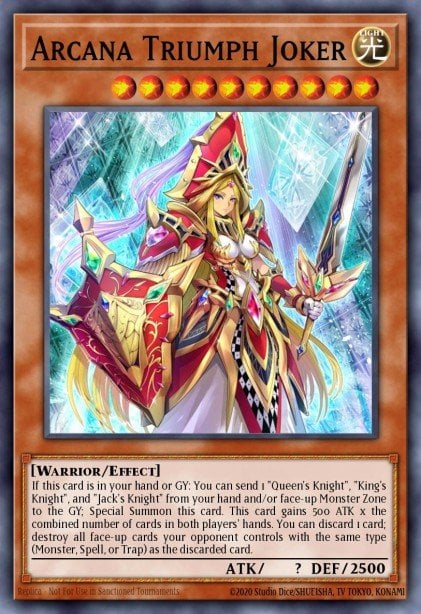 ARCANA TRIUMPH JOKER
LIGHT
光
[WARRIOR/EFFECT]
If this card is in your hand or GY: You can send 1 "Queen's Knight", "King's
Knight", and "Jack's Knight" from your hand and/or face-up Monster Zone
to the GY; Special Summon this card. This card gains 500 ATK x the
combined number of cards in both players' hands. You can discard 1 card;
destroy all face-up cards your opponent controls with the same type
(Monster, Spell, or Trap) as the discarded card.
ATK/ ? DEF/2500
Replica - Not For Use in Sanctioned Tournaments
©2020 Studio Dice/SHUEISHA, TV TOKYO, KONAMI